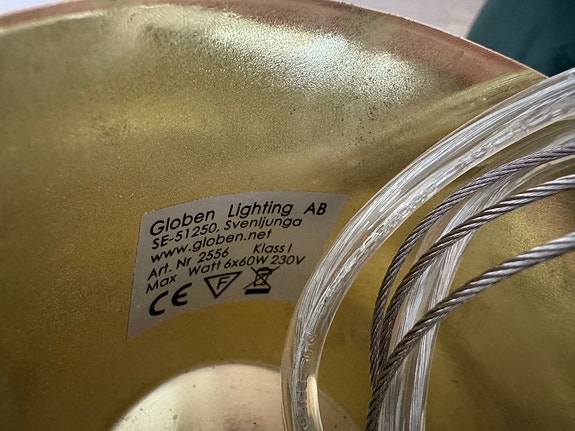 Globen Lighting AB
SE-51250, Svenljunga
www.globen.net
Art. Nr 2556 Klass I
Max Watt 6x60W 230V
CE F